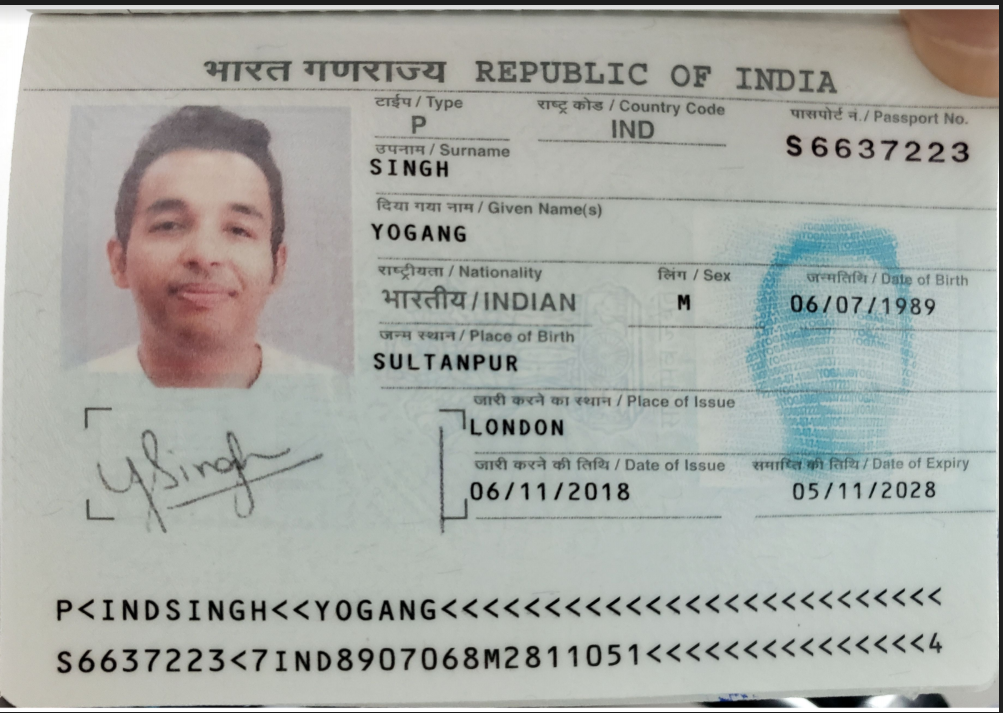 भारत गणराज्य REPUBLIC OF INDIA
टाईप / Type
राष्ट्र कोड / Country Code
पासपोर्ट नं./ Passport No.
P
IND
S6637223
उपनाम / Surname
SINGH
दिया गया नाम / Given Name(s)
YOGANG
राष्ट्रीयता / Nationality
लिंग / Sex
जन्मतिथि / Date of Birth
भारतीय/INDIAN
M
06/07/1989
जन्म स्थान / Place of Birth
SULTANPUR
जारी करने का स्थान / Place of Issue
LONDON
जारी करने की तिथि / Date of Issue
समाप्ति की तिथि / Date of Expiry
06/11/2018
05/11/2028
YSingh
P<INDSINGH<<YOGANG<<<<<<<<<<<<<<<<<<<<<<<<<<
S6637223<7IND8907068M2811051<<<<<<<<<<<<<<<4